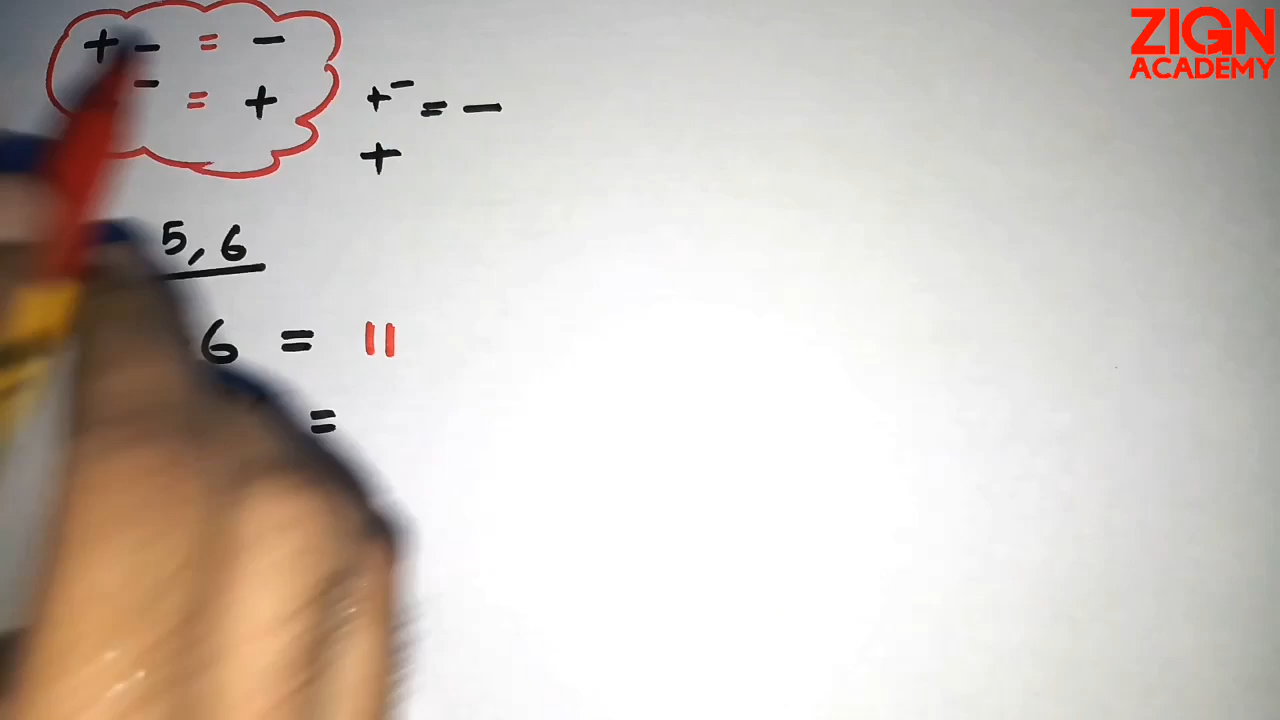 ZIGN
ACADEMY
+ - = -
- = +
+ - = -
+
5, 6
6 = 11
=